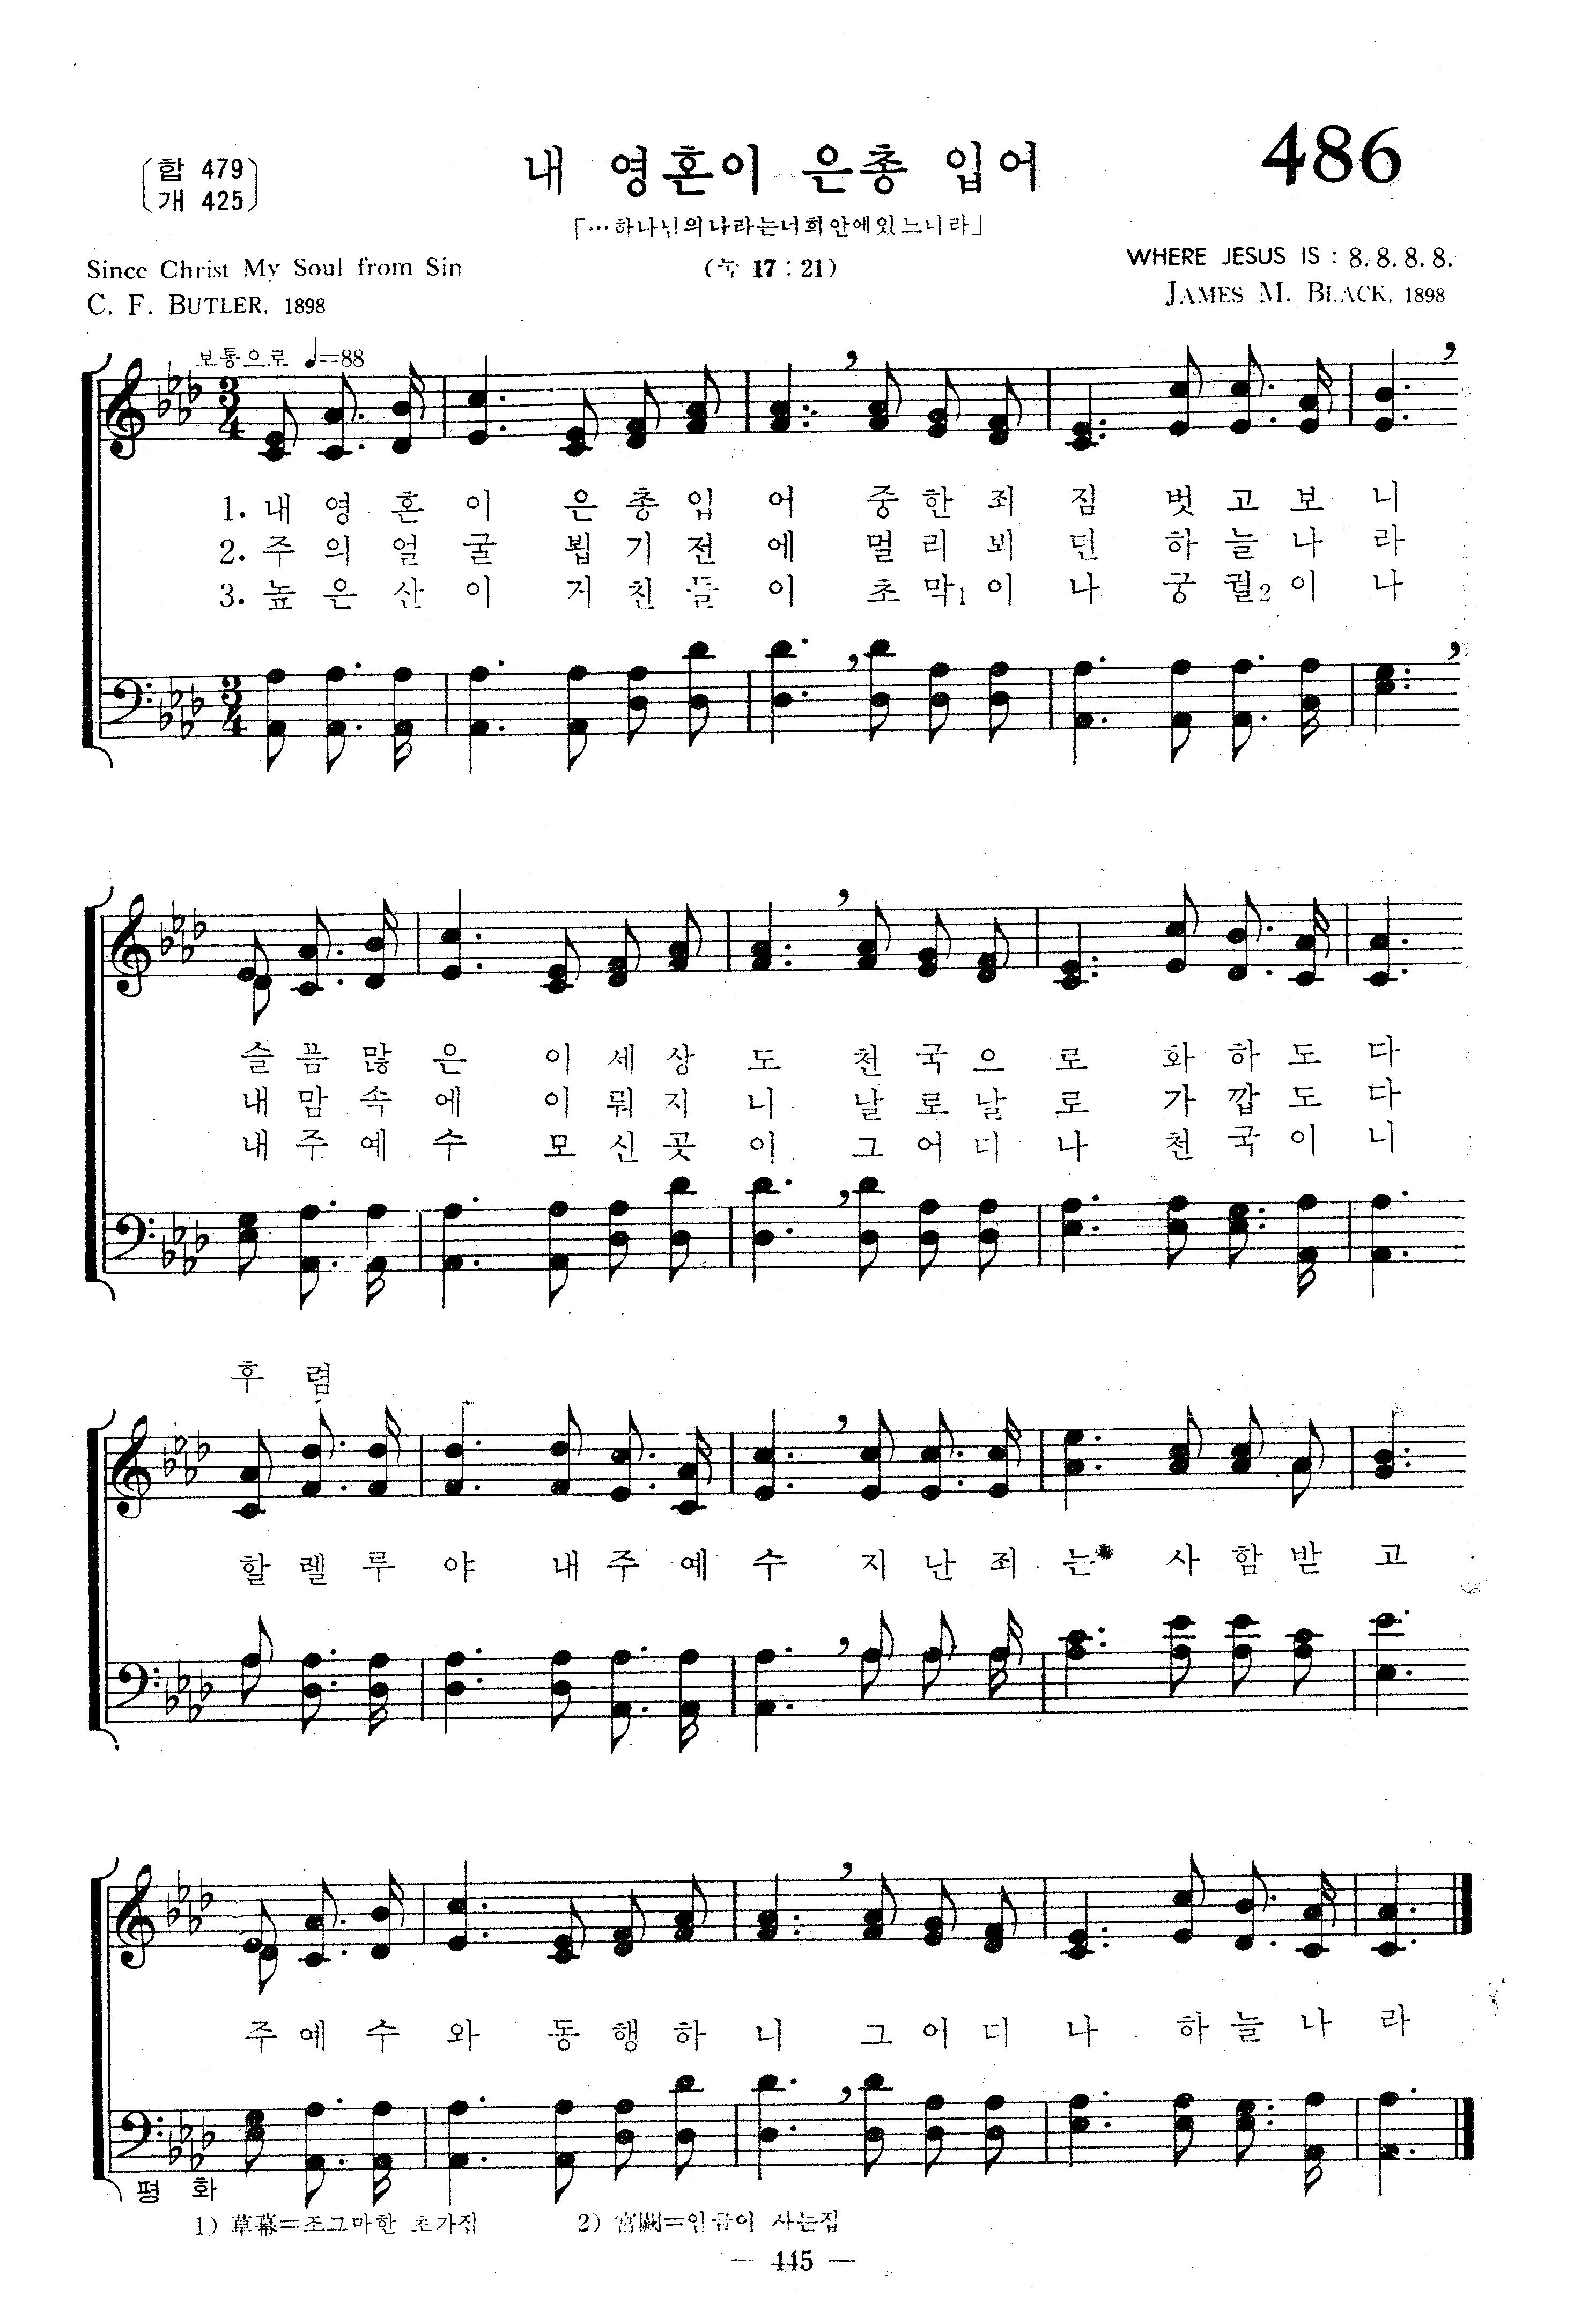 합 479
개 425
내 영혼이 은총 입어
486
「…하나님의나라는너희안에있느니라」
(눅 17 : 21)
Since Christ My Soul from Sin
C. F. BUTLER, 1898
WHERE JESUS IS : 8. 8. 8. 8.
JAMES M. BLACK, 1898
보통으로 ♩=88
1. 내 영 혼 이 은 총 입 어 중 한 죄 짐 벗 고 보 니
2. 주 의 얼 굴 뵙 기 전 에 멀 리 뵈 던 하 늘 나 라
3. 높 은 산 이 거 친 들 이 초 막1 이 나 궁 궐2 이 나
슬 픔 많 은 이 세 상 도 천 국 으 로 화 하 도 다
내 맘 속 에 이 뤄 지 니 날 로 날 로 가 깝 도 다
내 주 예 수 모 신 곳 이 그 어 디 나 천 국 이 니
후 렴
할 렐 루 야 내 주 예 수 지 난 죄 는* 사 함 받 고
주 예 수 와 동 행 하 니 그 어 디 나 하 늘 나 라
평 화
1) 草幕=조그마한 초가집 2) 宮闕=임금이 사는집
— 445 —